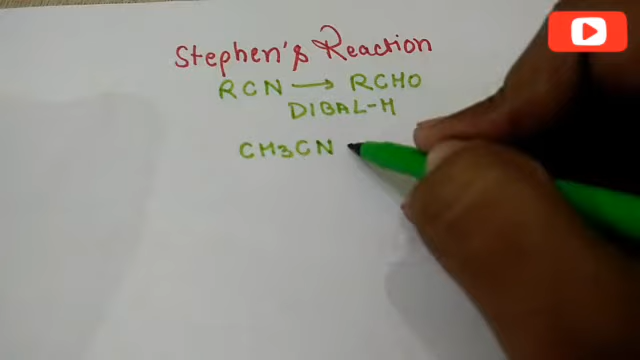 Stephen's Reaction
RCN → RCHO
DIBAL-H
CH3CN